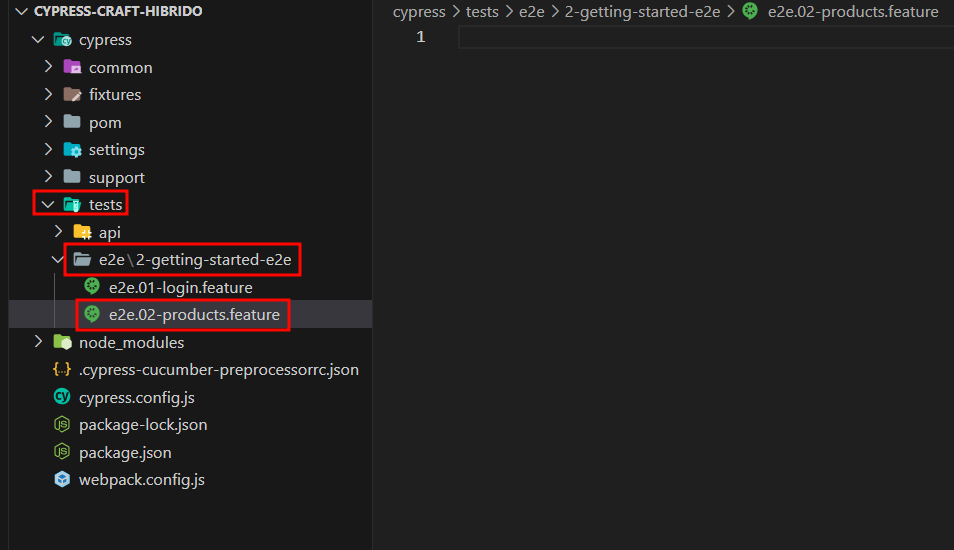 CYPRESS-CRAFT-HIBRIDO
cypress
common
fixtures
pom
settings
support
tests
api
e2e\2-getting-started-e2e
e2e.01-login.feature
e2e.02-products.feature
node_modules
.cypress-cucumber-preprocessorrc.json
cypress.config.js
package-lock.json
package.json
webpack.config.js
cypress > tests > e2e > 2-getting-started-e2e > e2e.02-products.feature
1